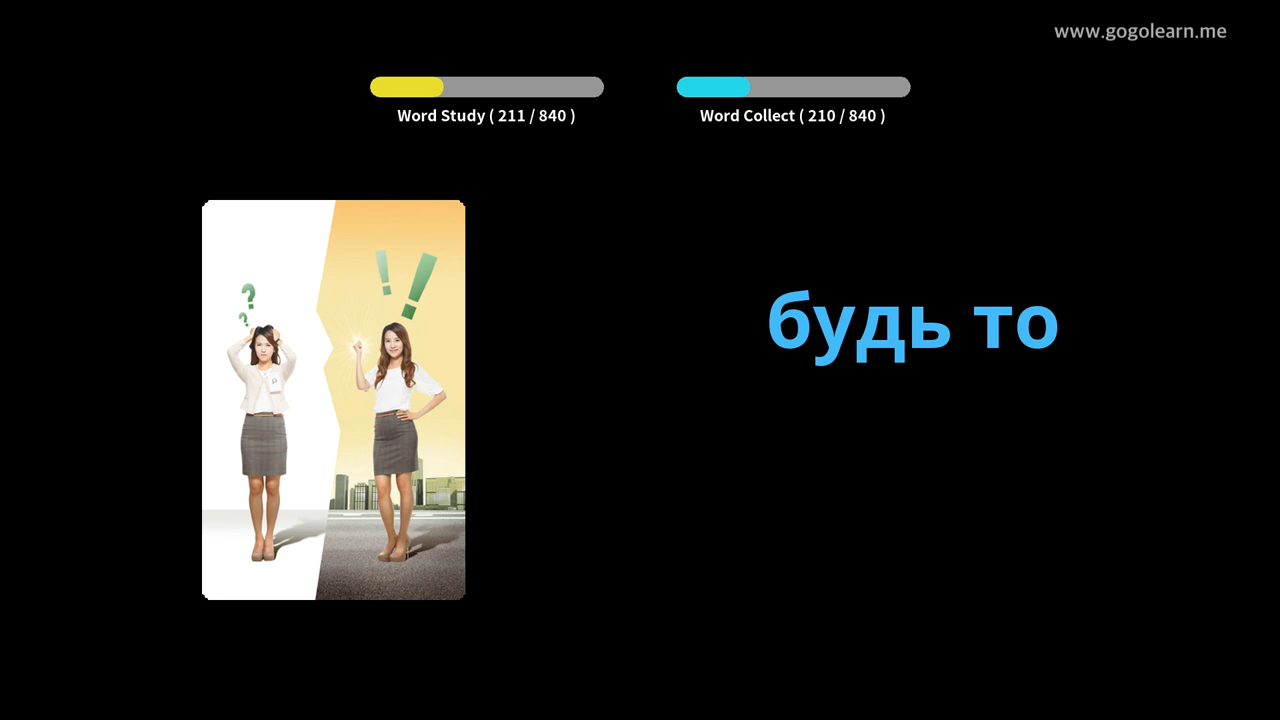 www.gogolearn.me
Word Study ( 211 / 840 )
Word Collect ( 210 / 840 )
? ?
! !
будь то